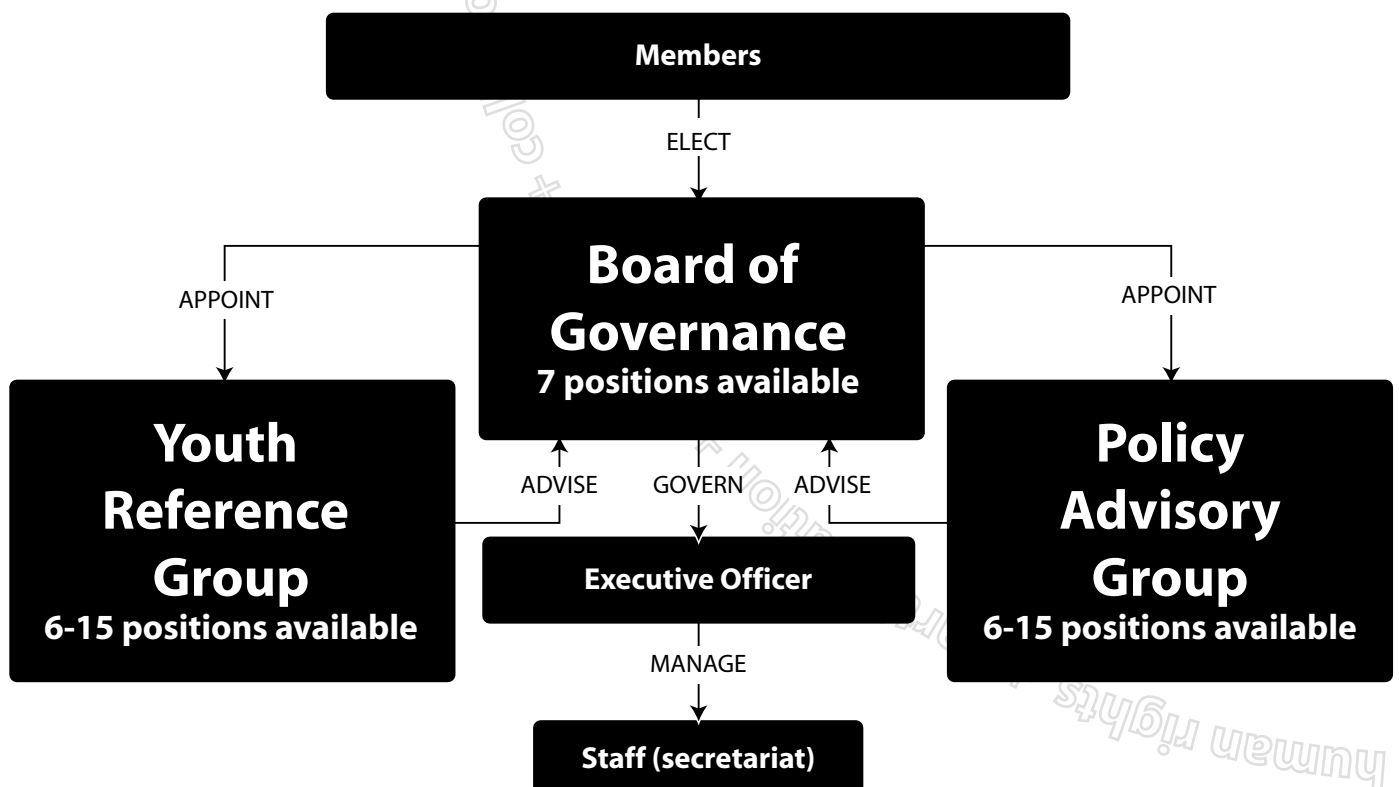 Members
ELECT
Board of
Governance
7 positions available
APPOINT
APPOINT
Youth
Reference
Group
6-15 positions available
Policy
Advisory
Group
6-15 positions available
ADVISE
GOVERN
ADVISE
Executive Officer
MANAGE
Staff (secretariat)
human rights